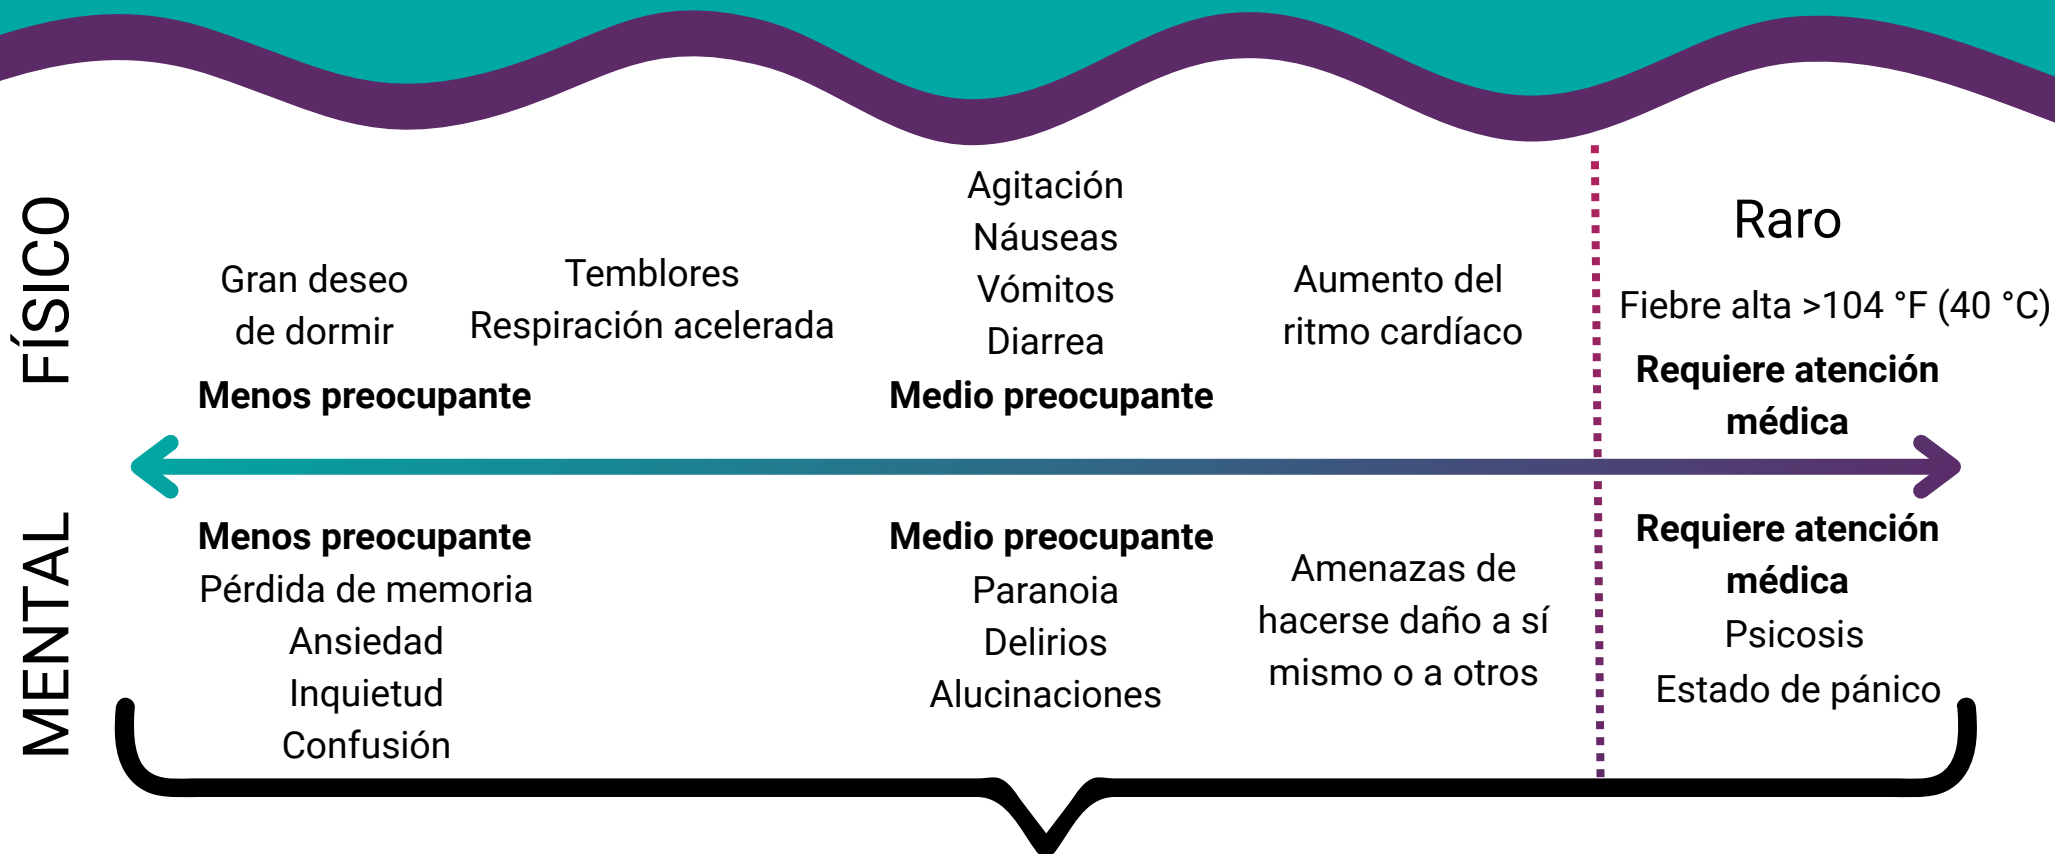 FÍSICO
Gran deseo
de dormir
Menos preocupante
Temblores
Respiración acelerada
Agitación
Náuseas
Vómitos
Diarrea
Medio preocupante
Aumento del
ritmo cardíaco
Raro
Fiebre alta >104 °F (40 °C)
Requiere atención
médica
MENTAL
Menos preocupante
Pérdida de memoria
Ansiedad
Inquietud
Confusión
Medio preocupante
Paranoia
Delirios
Alucinaciones
Amenazas de
hacerse daño a sí
mismo o a otros
Requiere atención
médica
Psicosis
Estado de pánico